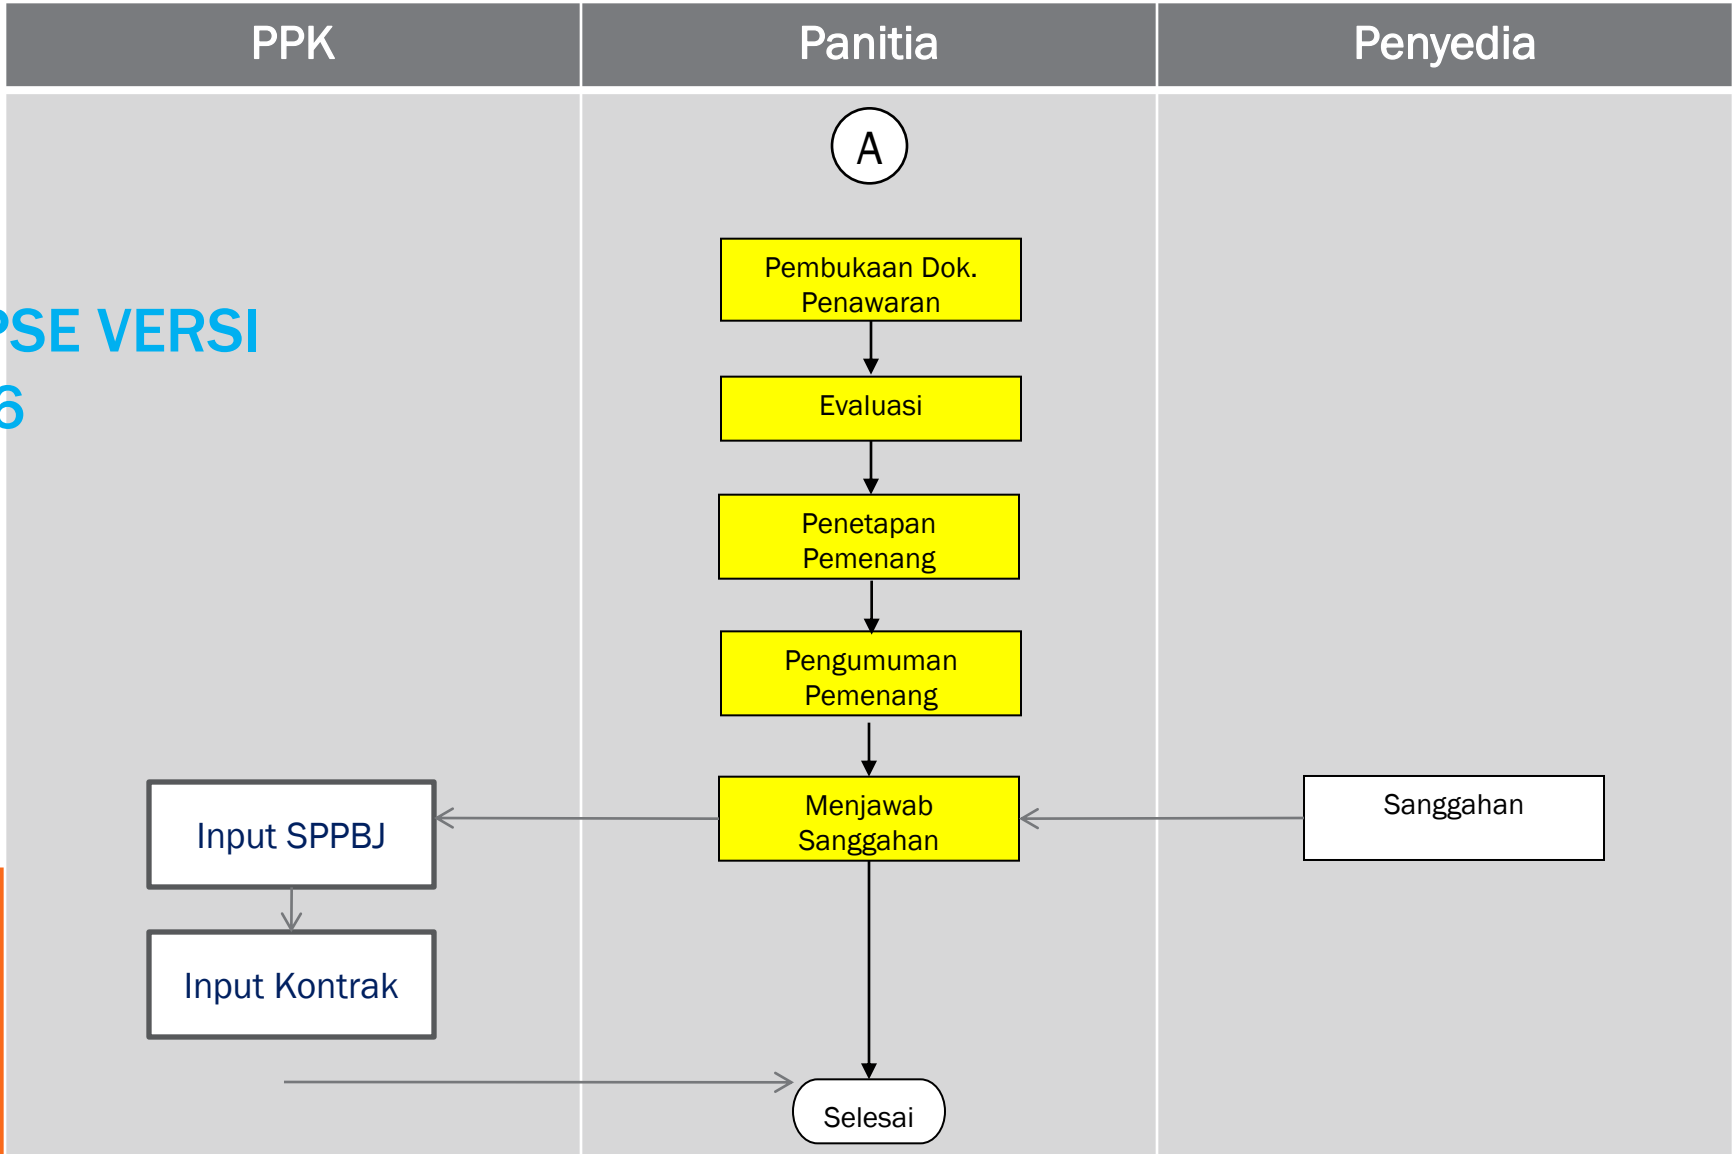 PPK
Panitia
Penyedia
A
Pembukaan Dok.
Penawaran
PSE VERSI
6
Evaluasi
Penetapan
Pemenang
Pengumuman
Pemenang
Input SPPBJ
Menjawab
Sanggahan
Sanggahan
Input Kontrak
Selesai